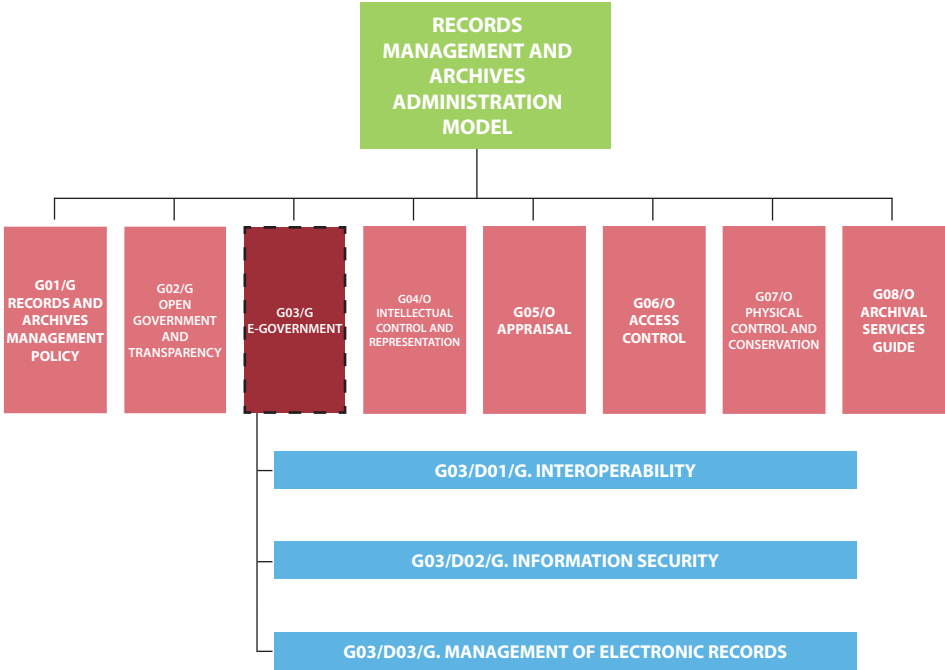 RECORDS
MANAGEMENT AND
ARCHIVES
ADMINISTRATION
MODEL
G01/G
RECORDS AND
ARCHIVES
MANAGEMENT
POLICY
G02/G
OPEN
GOVERNMENT
AND
TRANSPARENCY
G03/G
E-GOVERNMENT
G04/O
INTELLECTUAL
CONTROL AND
REPRESENTATION
G05/O
APPRAISAL
G06/O
ACCESS
CONTROL
G07/O
PHYSICAL
CONTROL AND
CONSERVATION
G08/O
ARCHIVAL
SERVICES
GUIDE
G03/D01/G. INTEROPERABILITY
G03/D02/G. INFORMATION SECURITY
G03/D03/G. MANAGEMENT OF ELECTRONIC RECORDS